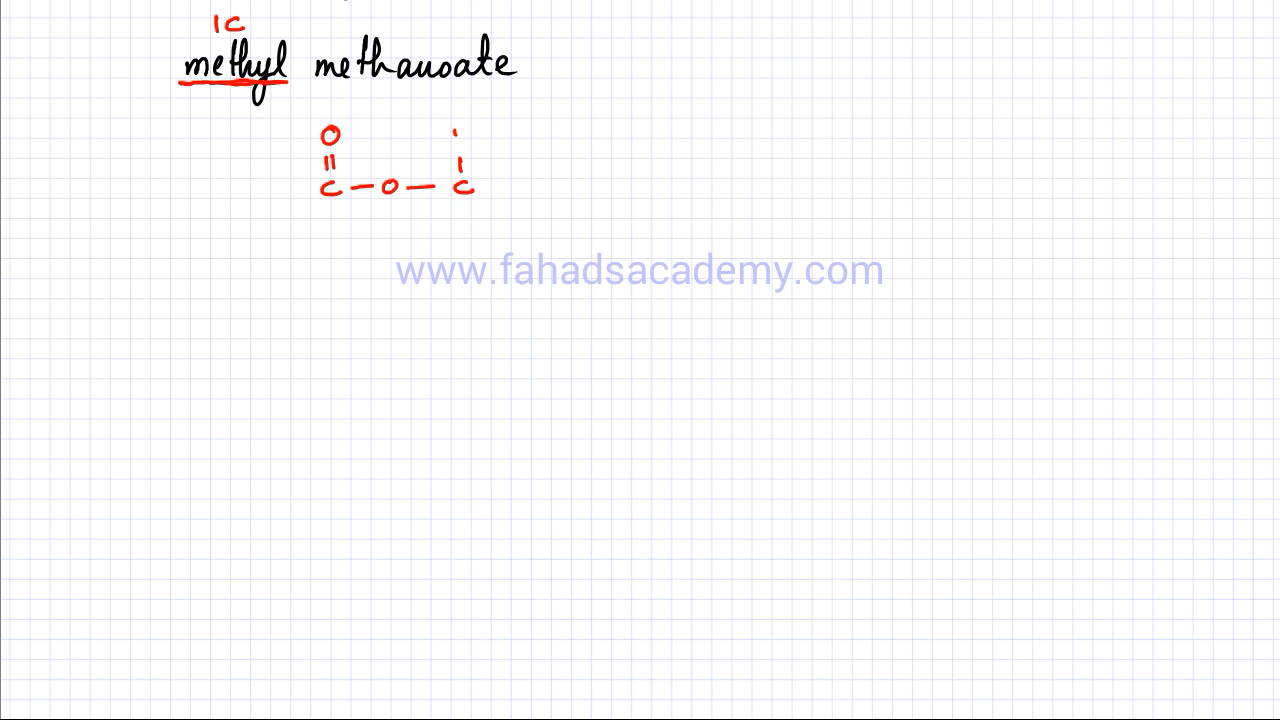 1C
methyl methanoate
O
||
C - O - C
www.fahadsacademy.com